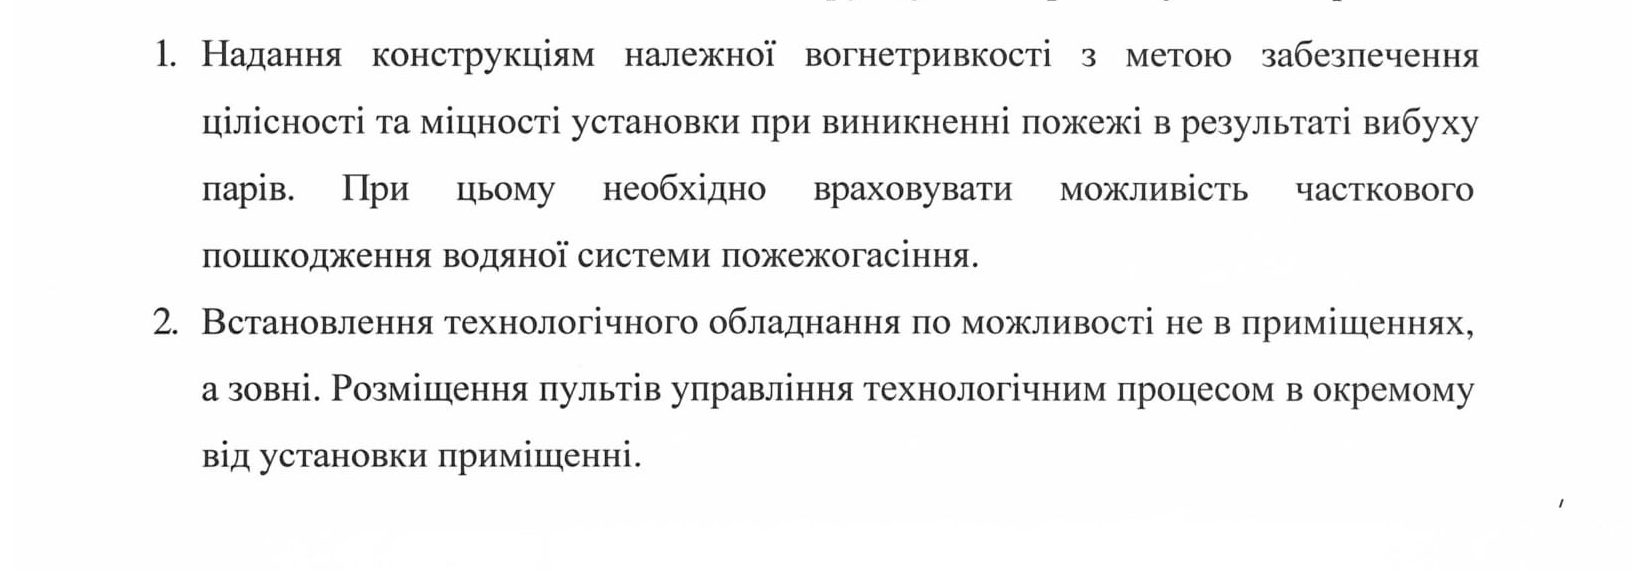 1. Надання конструкціям належної вогнетривкості з метою забезпечення
цілісності та міцності установки при виникненні пожежі в результаті вибуху
парів. При цьому необхідно враховувати можливість часткового
пошкодження водяної системи пожежогасіння.
2. Встановлення технологічного обладнання по можливості не в приміщеннях,
а зовні. Розміщення пультів управління технологічним процесом в окремому
від установки приміщенні.